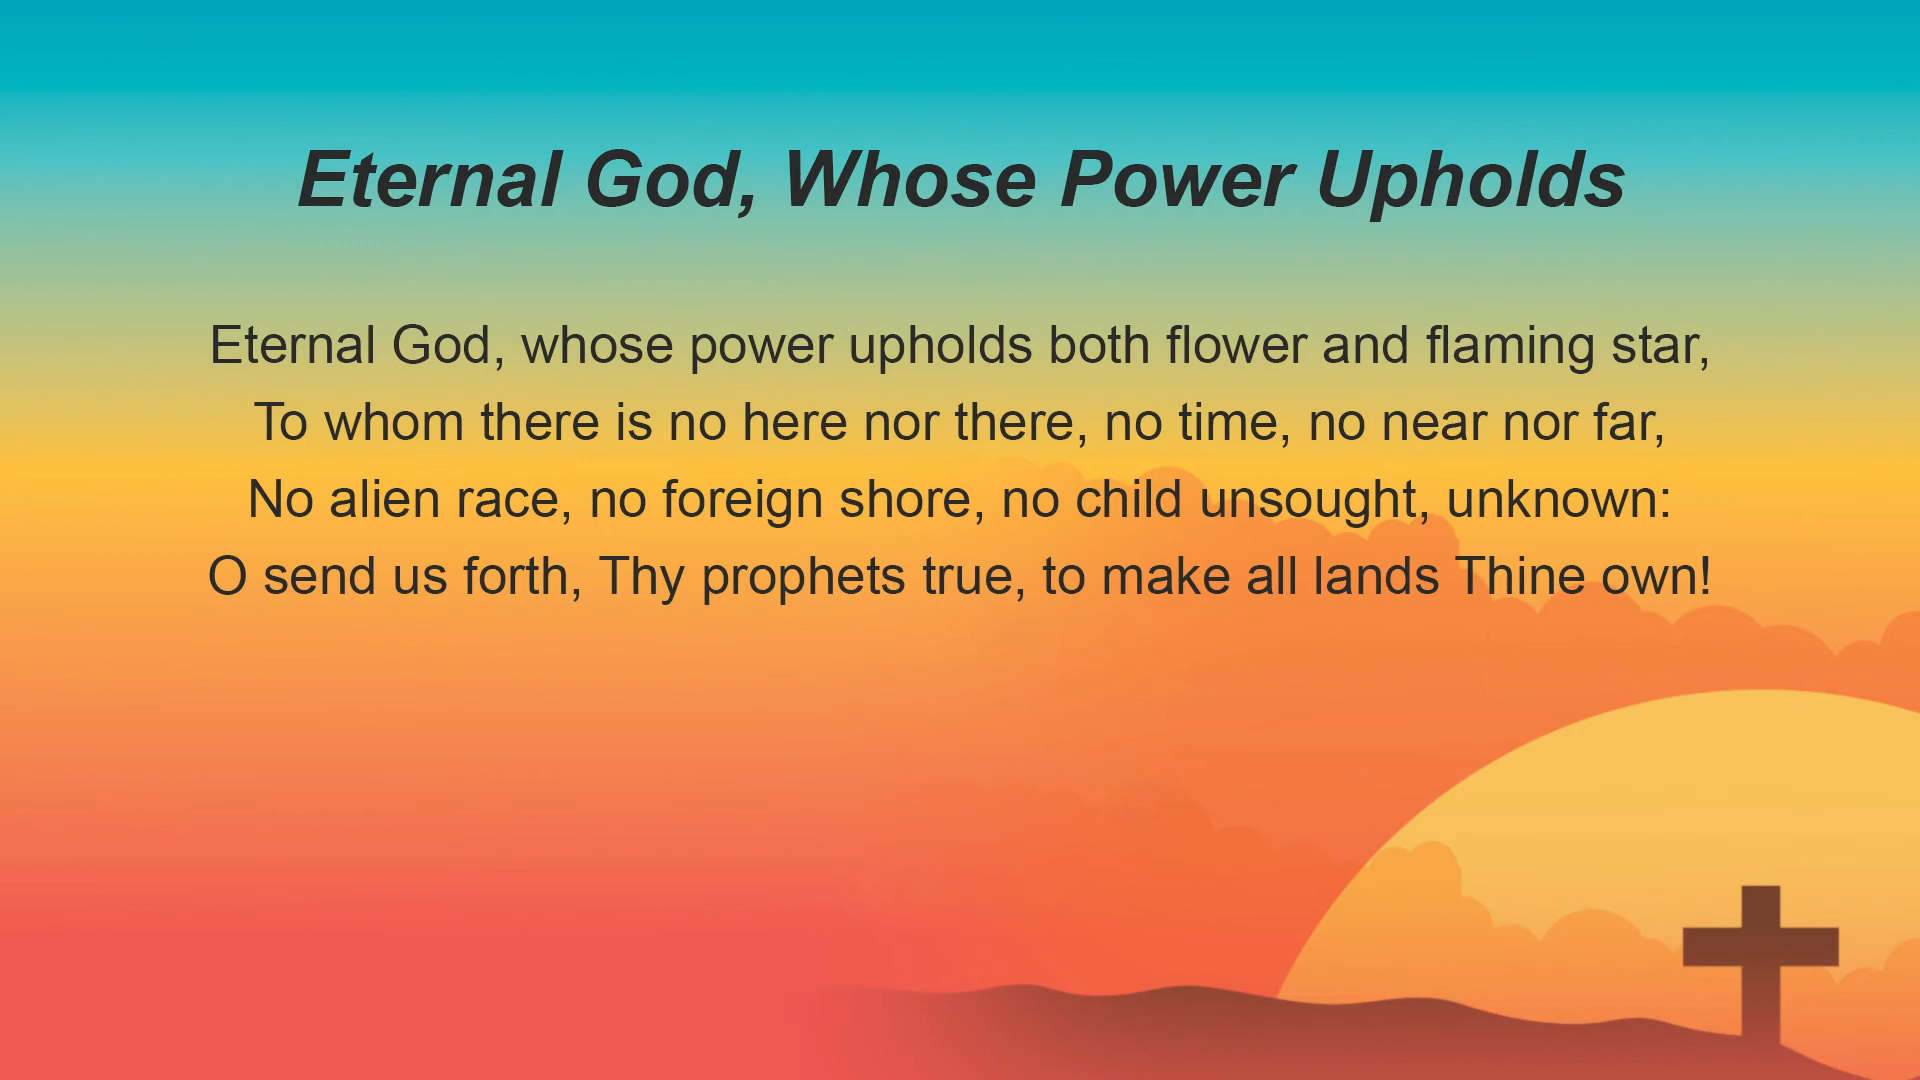 Eternal God, Whose Power Upholds
Eternal God, whose power upholds both flower and flaming star,
To whom there is no here nor there, no time, no near nor far,
No alien race, no foreign shore, no child unsought, unknown:
O send us forth, Thy prophets true, to make all lands Thine own!